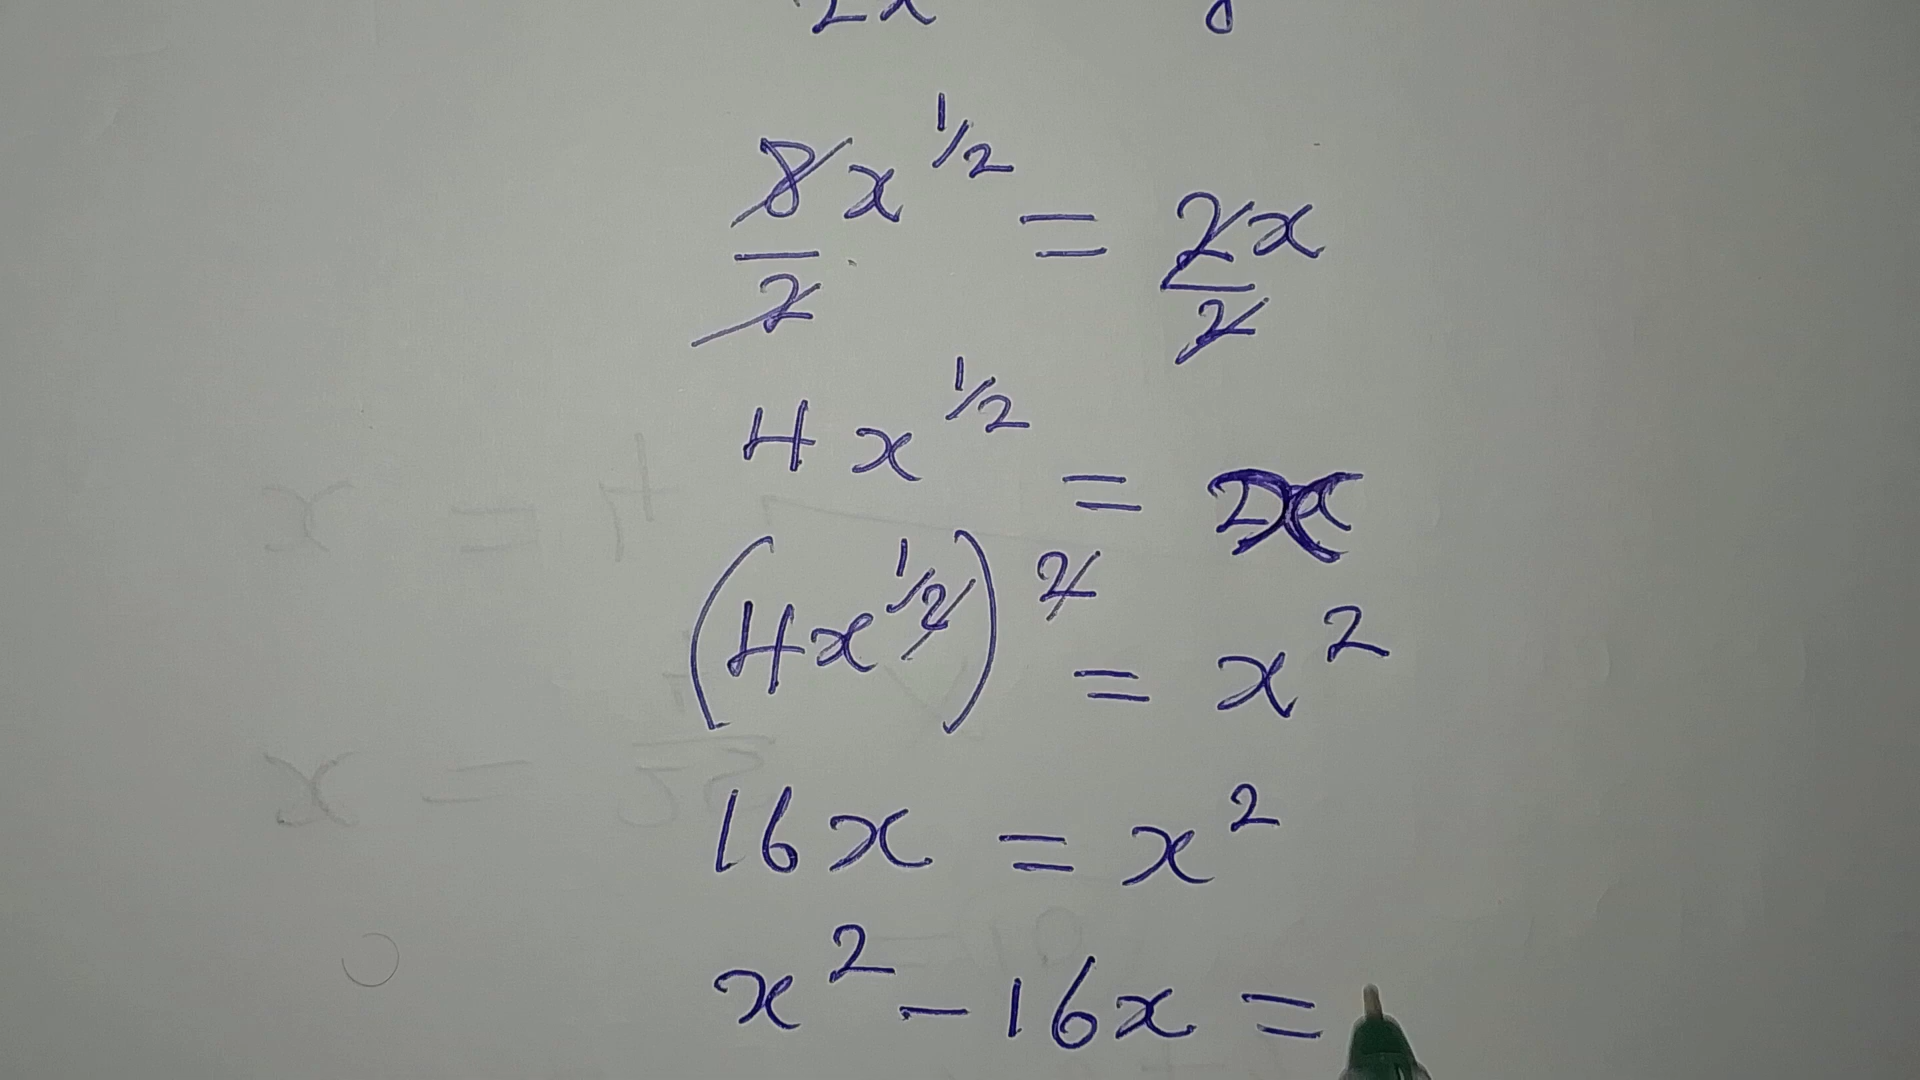 2x 8
8x^1/2 / 2 = 2x / 2
4x^1/2 = x
(4x^1/2)^2 = x^2
16x = x^2
x^2 - 16x =